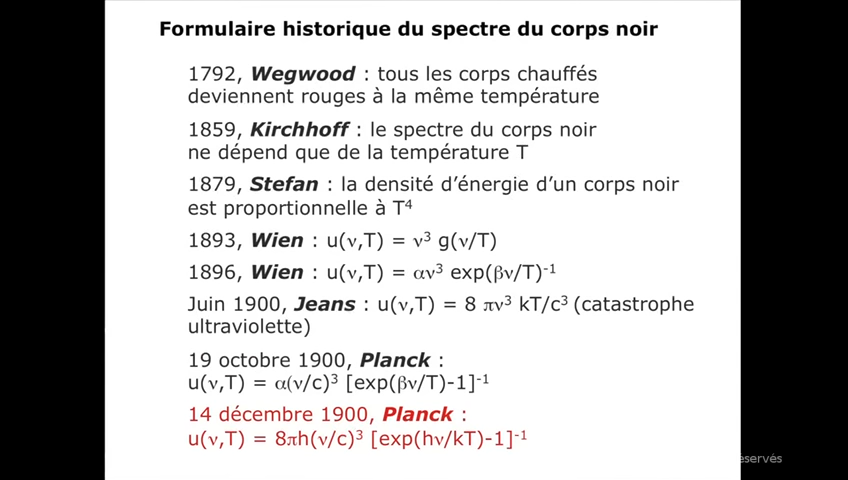 Formulaire historique du spectre du corps noir
1792, Wegwood : tous les corps chauffés
deviennent rouges à la même température
1859, Kirchhoff : le spectre du corps noir
ne dépend que de la température T
1879, Stefan : la densité d’énergie d’un corps noir
est proportionnelle à T⁴
1893, Wien : u(ν,T) = ν³ g(ν/T)
1896, Wien : u(ν,T) = αν³ exp(βν/T)⁻¹
Juin 1900, Jeans : u(ν,T) = 8 πν³ kT/c³ (catastrophe
ultraviolette)
19 octobre 1900, Planck :
u(ν,T) = α(ν/c)³ [exp(βν/T)-1]⁻¹
14 décembre 1900, Planck :
u(ν,T) = 8πh(ν/c)³ [exp(hν/kT)-1]⁻¹